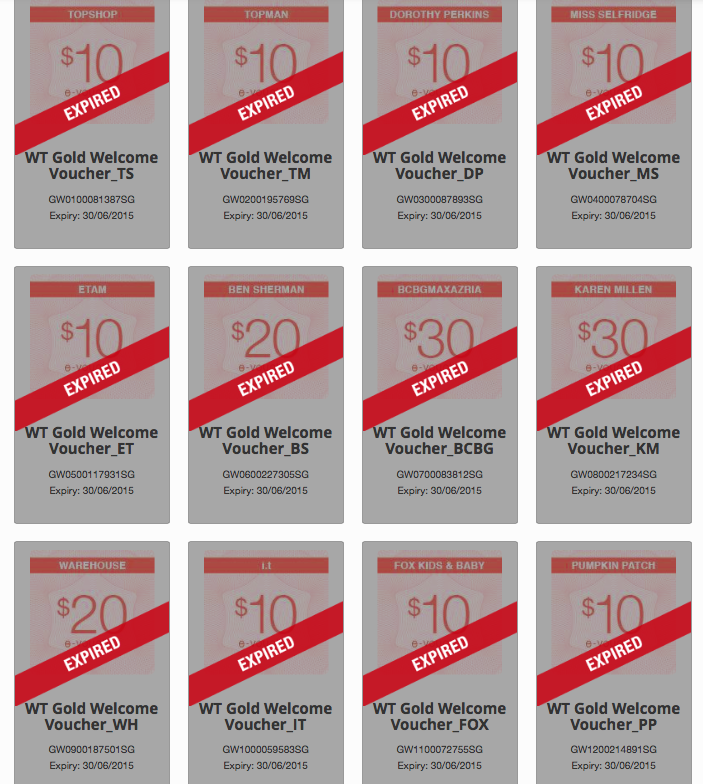 TOPSHOP
$10
EXPIRED
WT Gold Welcome
Voucher_TS
GW0100081387SG
Expiry: 30/06/2015
TOPMAN
$10
EXPIRED
WT Gold Welcome
Voucher_TM
GW0200195769SG
Expiry: 30/06/2015
DOROTHY PERKINS
$10
EXPIRED
WT Gold Welcome
Voucher_DP
GW0300087893SG
Expiry: 30/06/2015
MISS SELFRIDGE
$10
EXPIRED
WT Gold Welcome
Voucher_MS
GW0400078704SG
Expiry: 30/06/2015
ETAM
$10
EXPIRED
WT Gold Welcome
Voucher_ET
GW0500117931SG
Expiry: 30/06/2015
BEN SHERMAN
$20
EXPIRED
WT Gold Welcome
Voucher_BS
GW0600227305SG
Expiry: 30/06/2015
BCBGMAXAZRIA
$30
EXPIRED
WT Gold Welcome
Voucher_BCBG
GW0700083812SG
Expiry: 30/06/2015
KAREN MILLEN
$30
EXPIRED
WT Gold Welcome
Voucher_KM
GW0800217234SG
Expiry: 30/06/2015
WAREHOUSE
$20
EXPIRED
WT Gold Welcome
Voucher_WH
GW0900187501SG
Expiry: 30/06/2015
i.t
$10
EXPIRED
WT Gold Welcome
Voucher_IT
GW1000059583SG
Expiry: 30/06/2015
FOX KIDS & BABY
$10
EXPIRED
WT Gold Welcome
Voucher_FOX
GW1100072755SG
Expiry: 30/06/2015
PUMPKIN PATCH
$10
EXPIRED
WT Gold Welcome
Voucher_PP
GW1200214891SG
Expiry: 30/06/2015